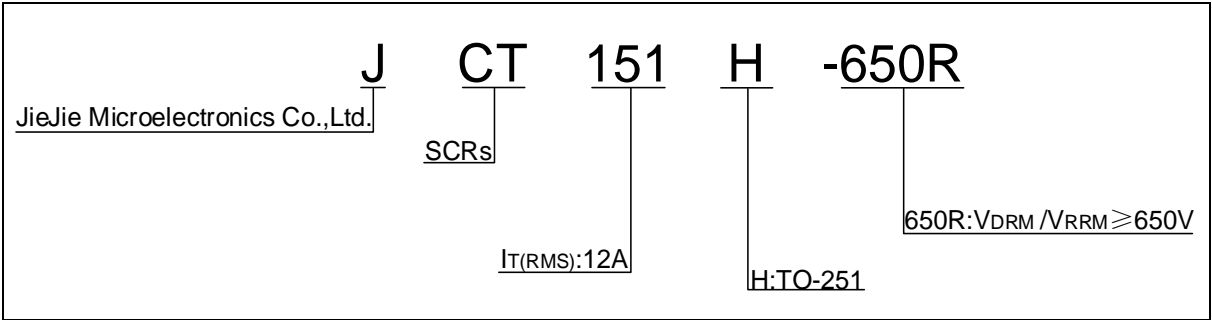 J CT 151 H -650R
JieJie Microelectronics Co.,Ltd.
SCRs
650R:VDRM /VRRM≥650V
IT(RMS):12A
H:TO-251